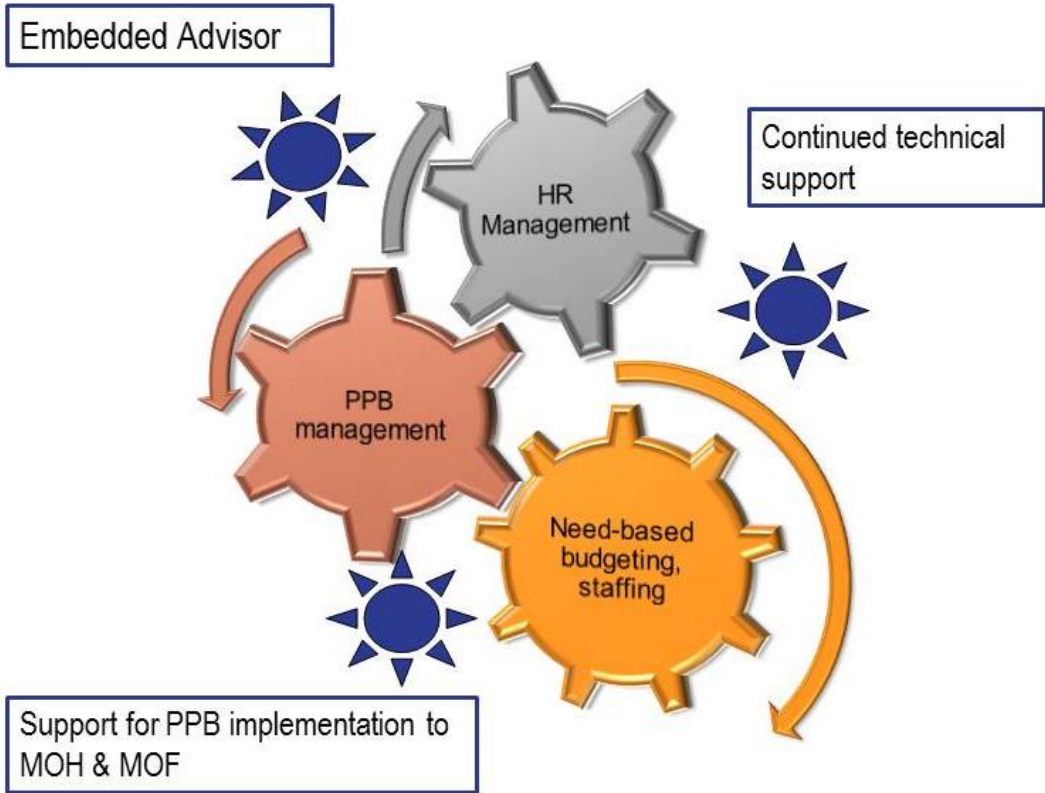 Embedded Advisor
HR
Management
Continued technical
support
PPB
management
Need-based
budgeting,
staffing
Support for PPB implementation to
MOH & MOF